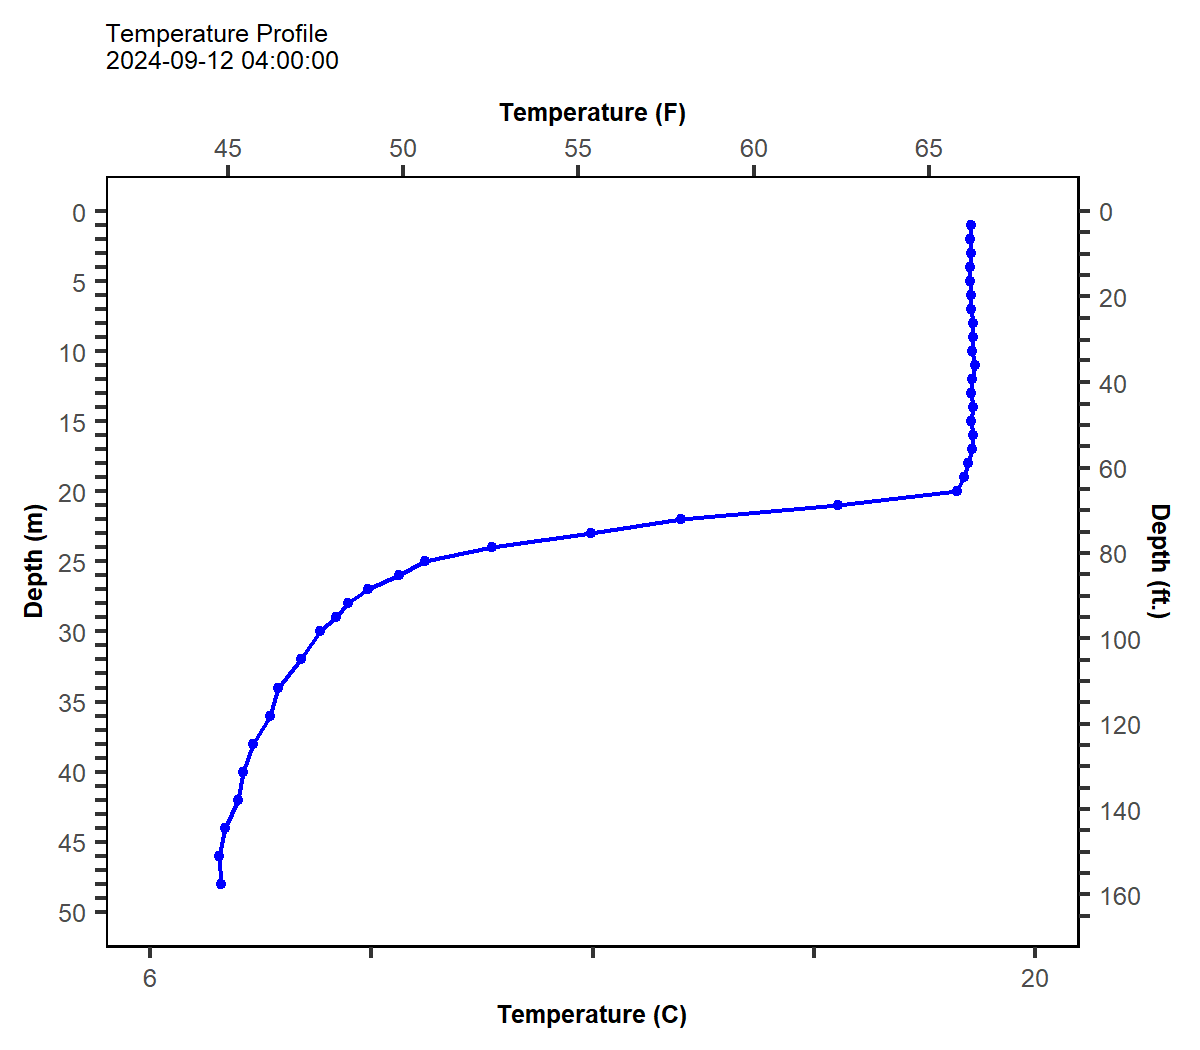 Temperature Profile
2024-09-12 04:00:00
Temperature (F)
45 50 55 60 65
0 0
5 20
10 40
15 60
20 80
25 100
30 120
35 140
40 160
45
50
Depth (m)
Depth (ft.)
6 20
Temperature (C)